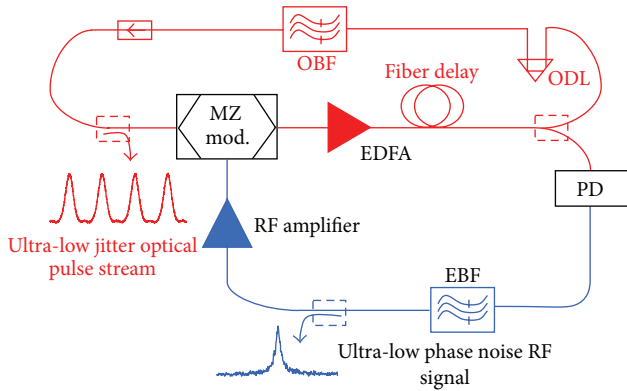 OBF
ODL
Fiber delay
MZ
mod.
EDFA
PD
RF amplifier
Ultra-low jitter optical
pulse stream
EBF
Ultra-low phase noise RF
signal